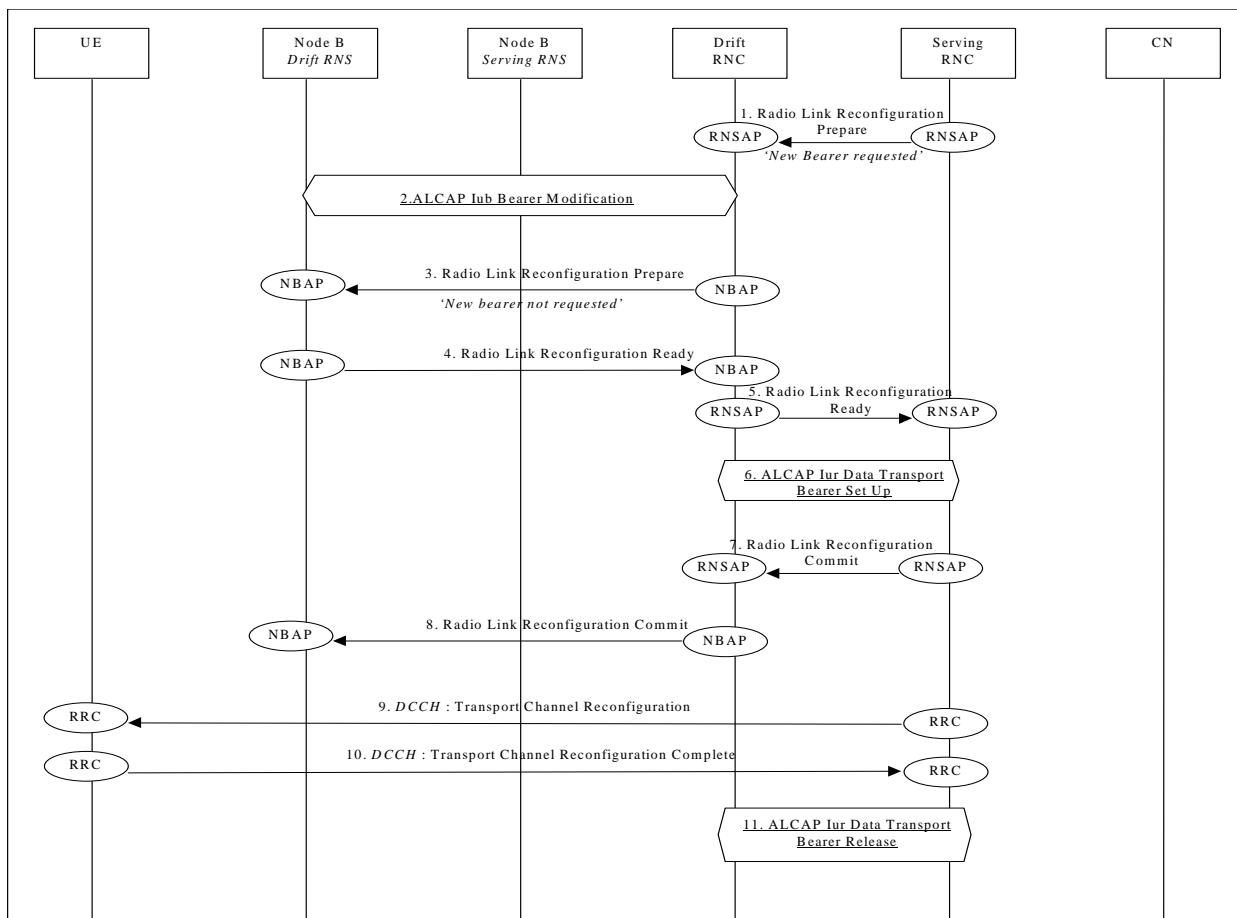 UE
Node B
Drift RNS
Node B
Serving RNS
Drift
RNC
Serving
RNC
CN
1. Radio Link Reconfiguration
Prepare
RNSAP
RNSAP
‘New Bearer requested’
2.ALCAP Iub Bearer Modification
3. Radio Link Reconfiguration Prepare
NBAP
NBAP
‘New bearer not requested’
4. Radio Link Reconfiguration Ready
NBAP
NBAP
5. Radio Link Reconfiguration
Ready
RNSAP
RNSAP
6. ALCAP Iur Data Transport
Bearer Set Up
7. Radio Link Reconfiguration
Commit
RNSAP
RNSAP
8. Radio Link Reconfiguration Commit
NBAP
NBAP
9. DCCH : Transport Channel Reconfiguration
RRC
RRC
10. DCCH : Transport Channel Reconfiguration Complete
RRC
RRC
11. ALCAP Iur Data Transport
Bearer Release